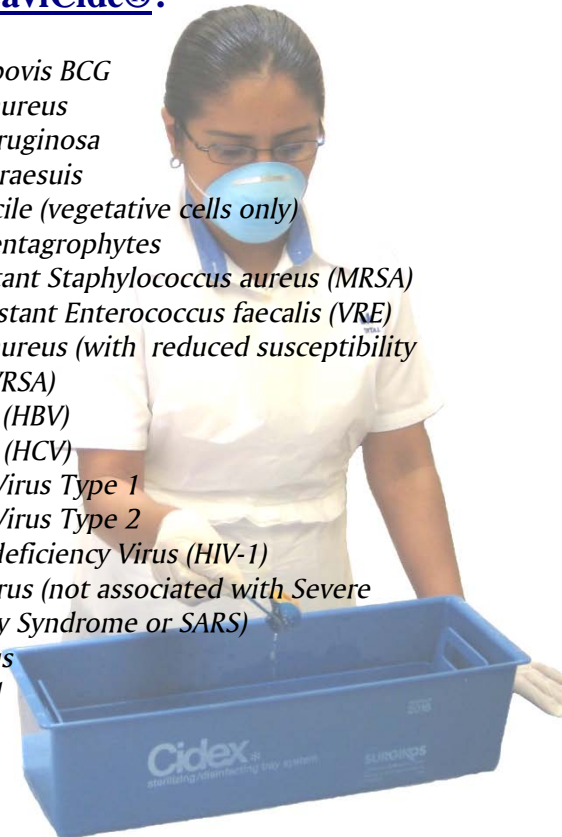 aviCide®:
bovis BCG
ureus
ruginosa
raesuis
cile (vegetative cells only)
entagrophytes
tant Staphylococcus aureus (MRSA)
stant Enterococcus faecalis (VRE)
ureus (with  reduced susceptibility
VRSA)
(HBV)
(HCV)
Virus Type 1
Virus Type 2
deficiency Virus (HIV-1)
rus (not associated with Severe
y Syndrome or SARS)
us
Cidex*
sterilizing/disinfecting tray system